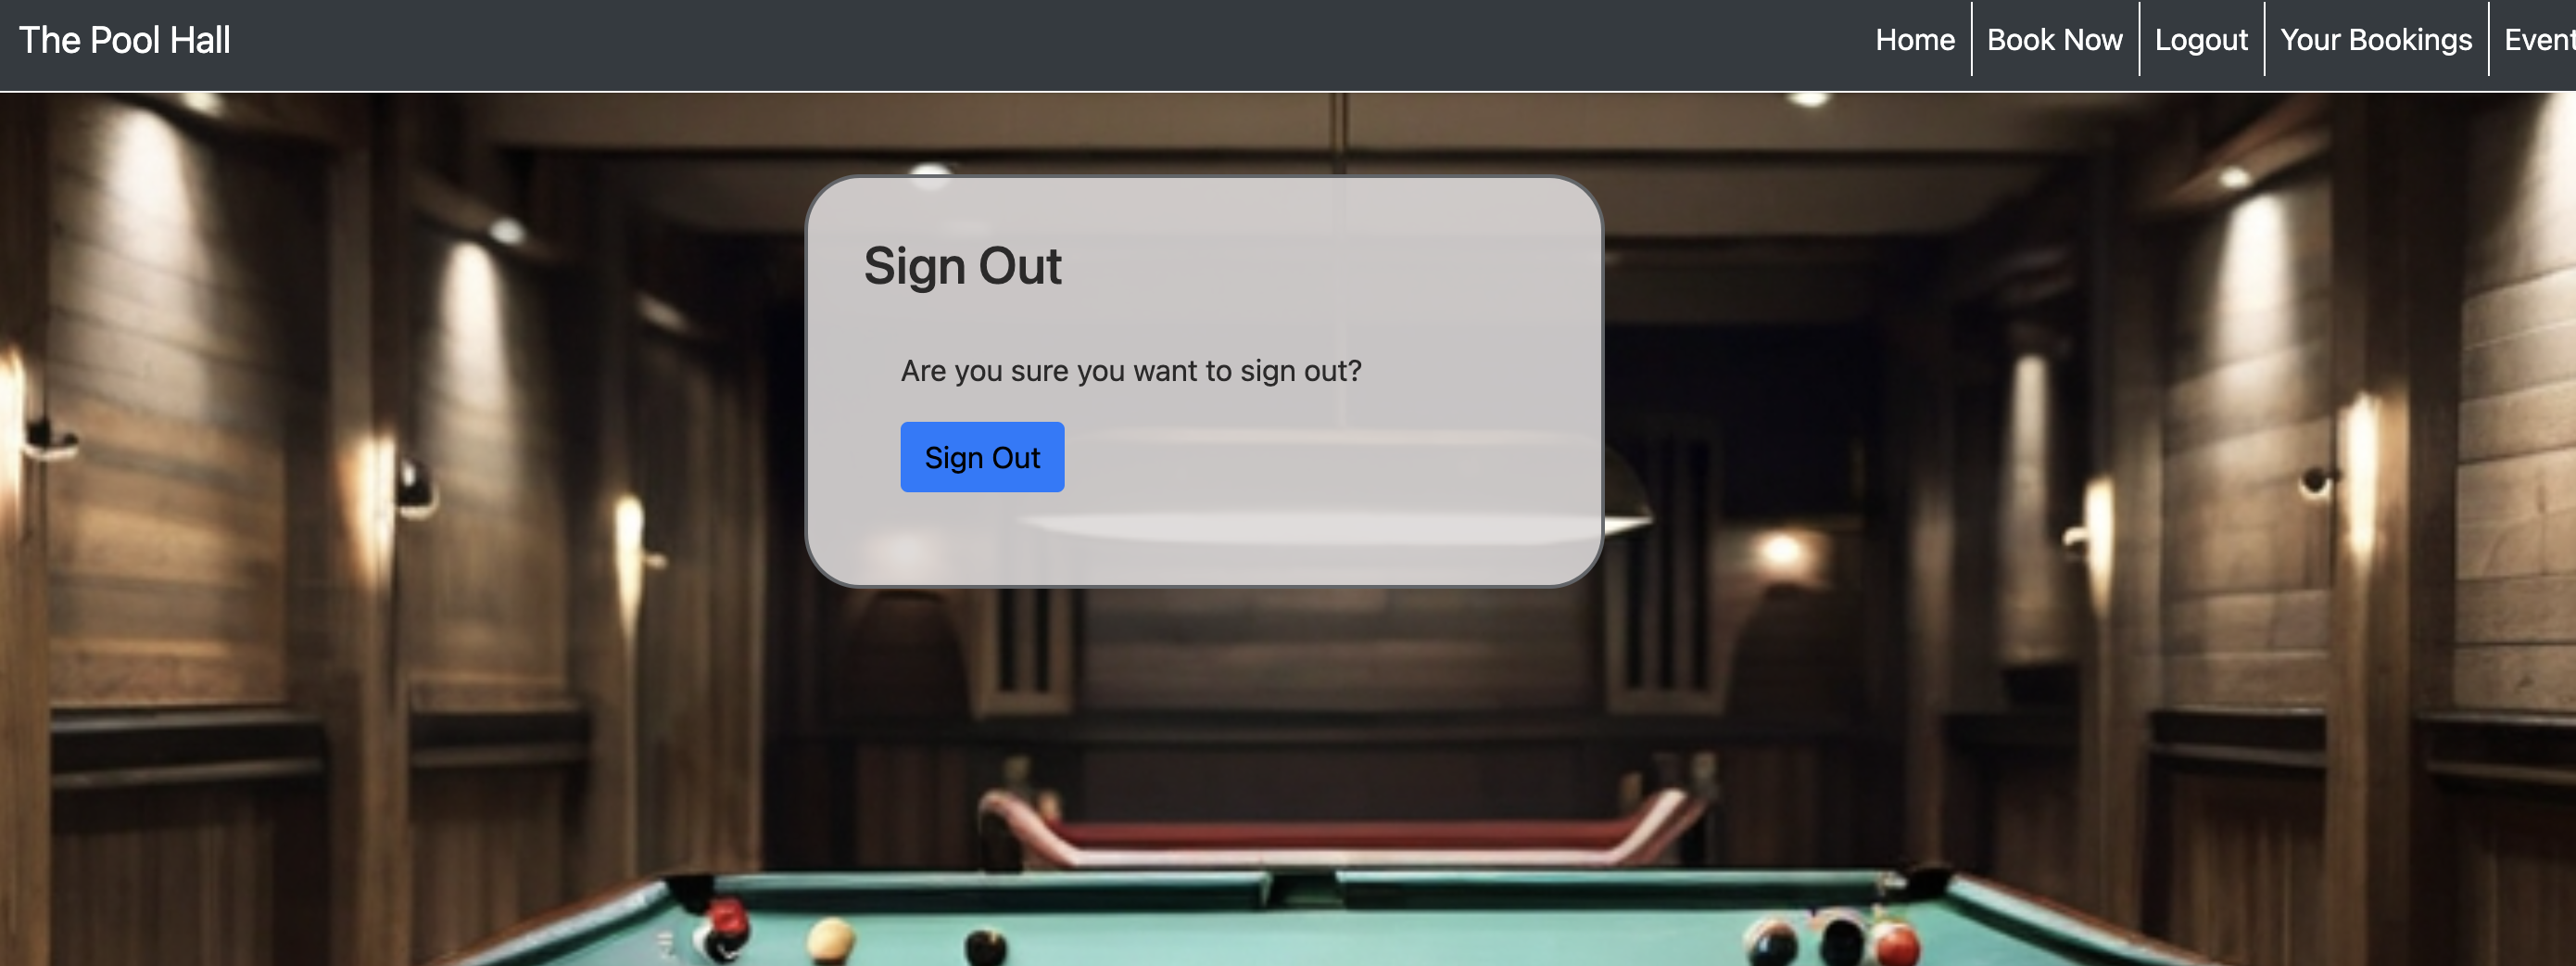 The Pool Hall
Home
Book Now
Logout
Your Bookings
Event
Sign Out
Are you sure you want to sign out?
Sign Out